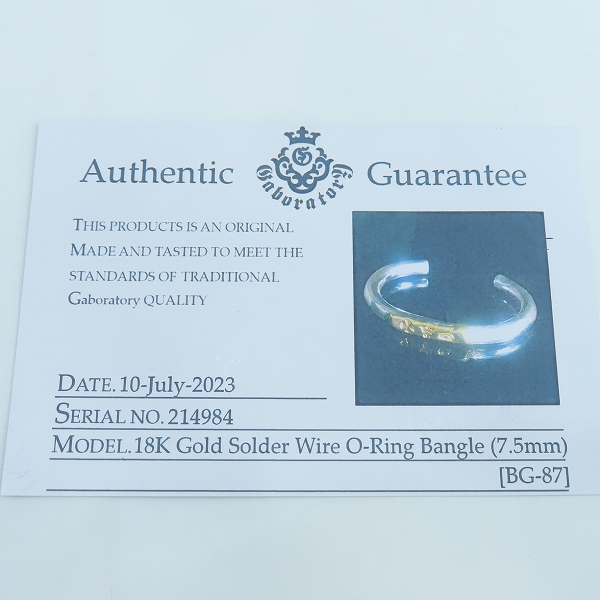 Authentic Gaboratory Guarantee
THIS PRODUCTS IS AN ORIGINAL
MADE AND TASTED TO MEET THE
STANDARDS OF TRADITIONAL
Gaboratory QUALITY
DATE. 10-July-2023
SERIAL NO. 214984
MODEL. 18K Gold Solder Wire O-Ring Bangle (7.5mm)
[BG-87]